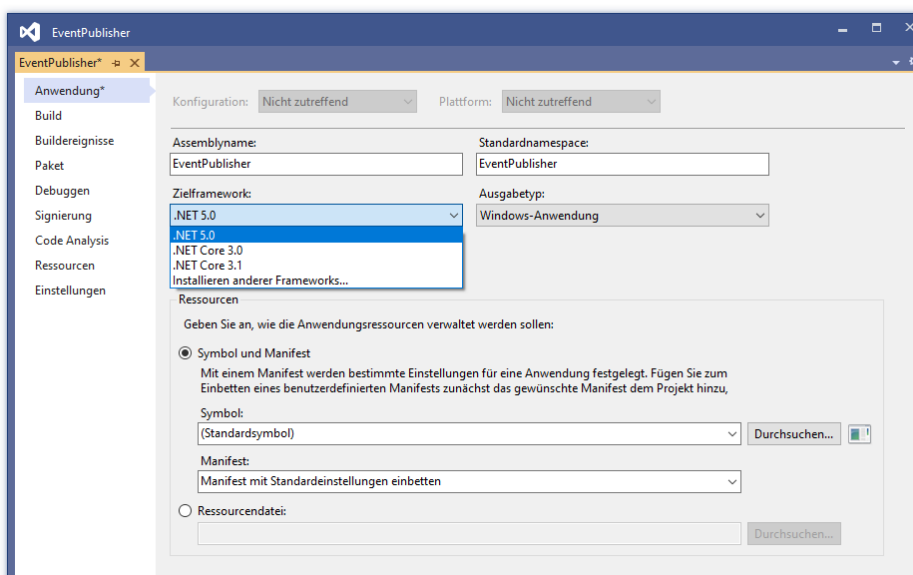 EventPublisher
EventPublisher*
Anwendung*
Build
Buildereignisse
Paket
Debuggen
Signierung
Code Analysis
Ressourcen
Einstellungen
Konfiguration: Nicht zutreffend Plattform: Nicht zutreffend
Assemblyname: Standardnamespace:
EventPublisher EventPublisher
Zielframework: Ausgabetyp:
.NET 5.0 Windows-Anwendung
.NET 5.0
.NET Core 3.0
.NET Core 3.1
Installieren anderer Frameworks...
Ressourcen
Geben Sie an, wie die Anwendungsressourcen verwaltet werden sollen:
Symbol und Manifest
Mit einem Manifest werden bestimmte Einstellungen für eine Anwendung festgelegt. Fügen Sie zum
Einbetten eines benutzerdefinierten Manifests zunächst das gewünschte Manifest dem Projekt hinzu,
Symbol:
(Standardsymbol) Durchsuchen...
Manifest:
Manifest mit Standardeinstellungen einbetten
Ressourcendatei:
Durchsuchen...